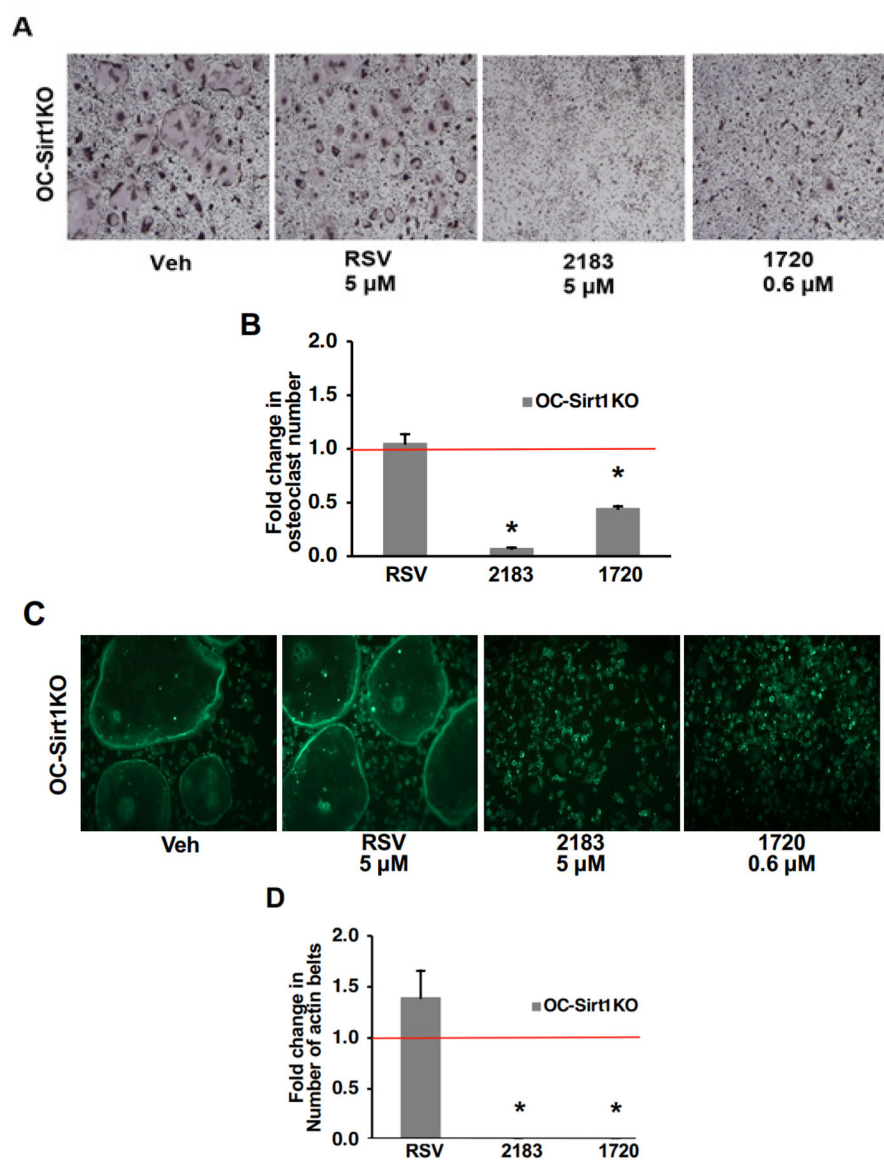 A
OC-Sirt1KO
Veh
RSV
5 µM
2183
5 µM
1720
0.6 µM
B
Fold change in
osteoclast number
2.0
1.5
1.0
0.5
0.0
OC-Sirt1KO
*
*
RSV
2183
1720
C
OC-Sirt1KO
Veh
RSV
5 µM
2183
5 µM
1720
0.6 µM
D
Fold change in
Number of actin belts
2.0
1.5
1.0
0.5
0.0
OC-Sirt1KO
*
*
RSV
2183
1720